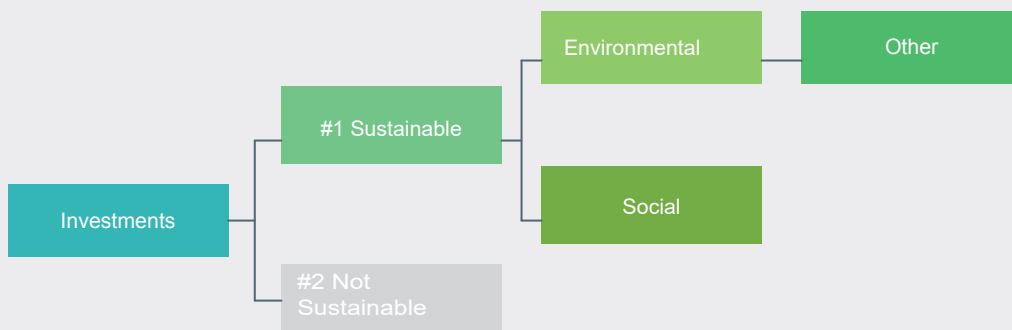 Environmental
Other
#1 Sustainable
Social
Investments
#2 Not
Sustainable